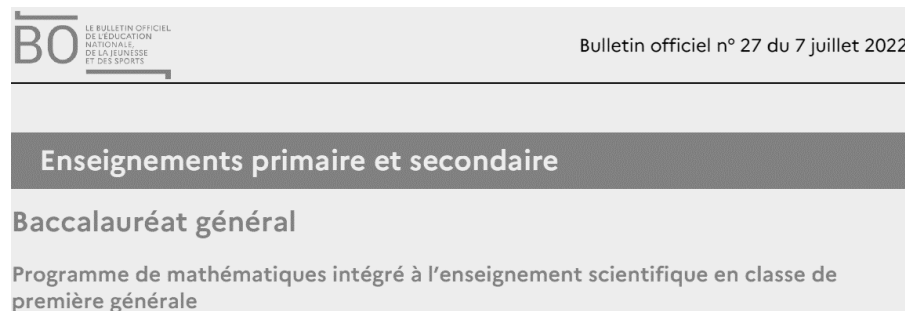 BO
LE BULLETIN OFFICIEL
DE L'ÉDUCATION
NATIONALE,
DE LA JEUNESSE
ET DES SPORTS
Bulletin officiel n° 27 du 7 juillet 2022
Enseignements primaire et secondaire
Baccalauréat général
Programme de mathématiques intégré à l'enseignement scientifique en classe de
première générale